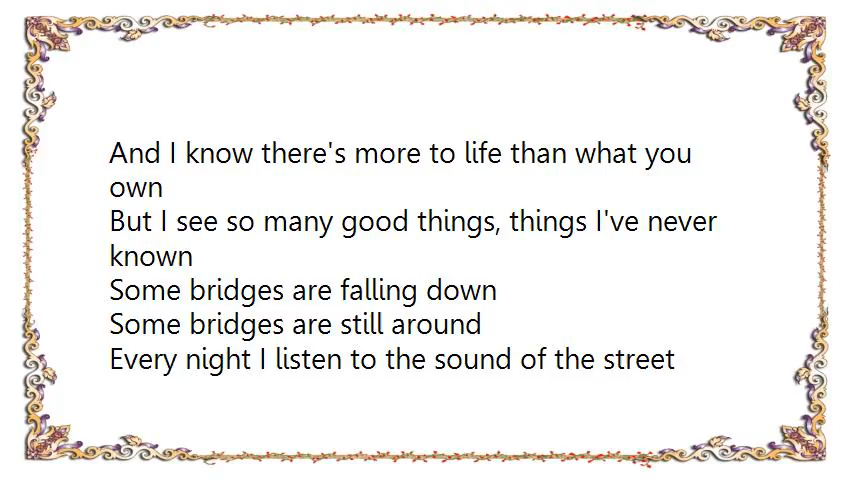 And I know there's more to life than what you
own
But I see so many good things, things I've never
known
Some bridges are falling down
Some bridges are still around
Every night I listen to the sound of the street